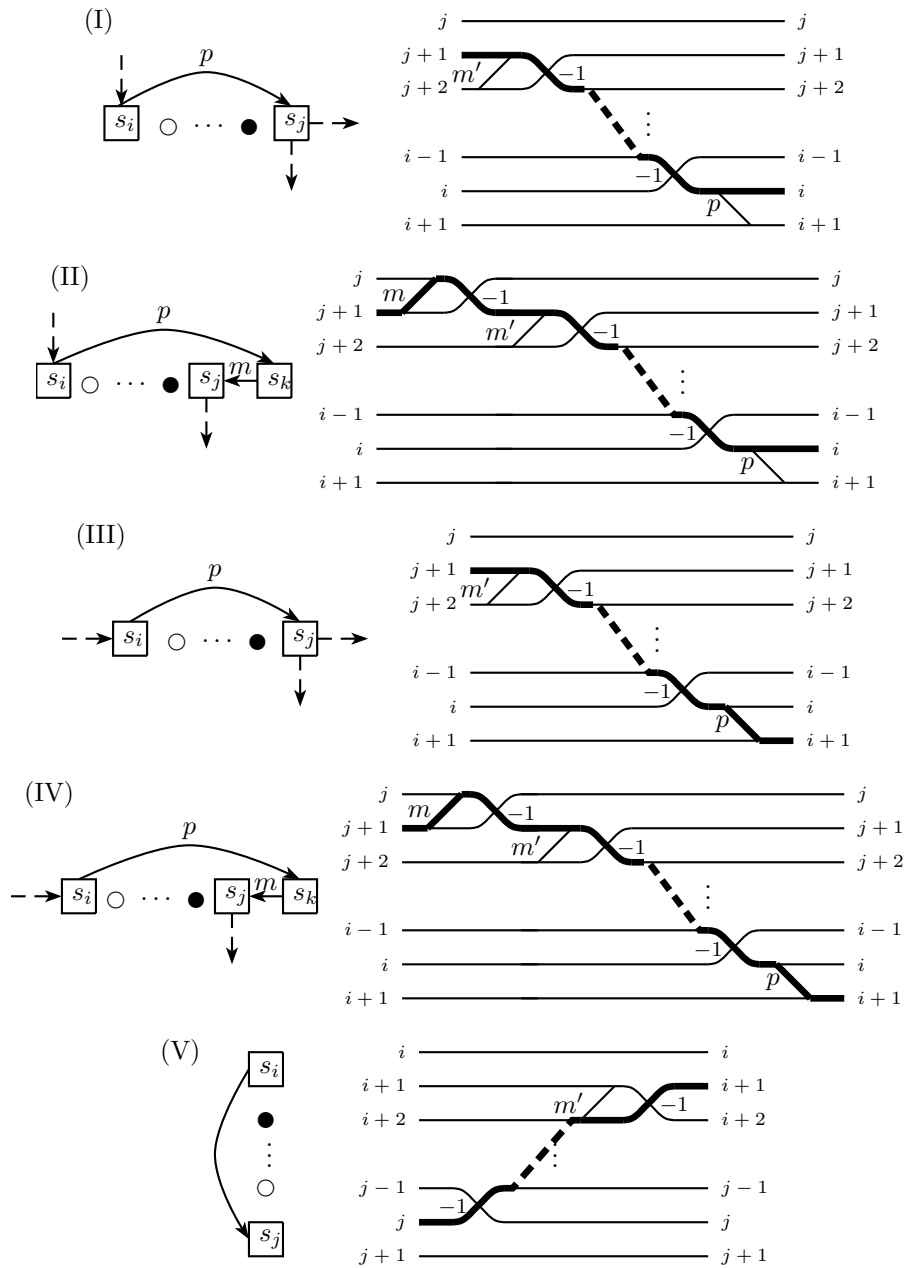 (I)
p
s_i ··· s_j
j j
j + 1 j + 1
m′ −1
j + 2 j + 2
⋮
i − 1 i − 1
−1
i i
p
i + 1 i + 1
(II)
p
s_i ··· s_j m s_k
j j
m −1
j + 1 j + 1
m′ −1
j + 2 j + 2
⋮
i − 1 i − 1
−1
i i
p
i + 1 i + 1
(III)
p
s_i ··· s_j
j j
j + 1 j + 1
m′ −1
j + 2 j + 2
⋮
i − 1 i − 1
−1
i i
p
i + 1 i + 1
(IV)
p
s_i ··· s_j m s_k
j j
m −1
j + 1 j + 1
m′ −1
j + 2 j + 2
⋮
i − 1 i − 1
−1
i i
p
i + 1 i + 1
(V)
s_i
⋮
s_j
i i
i + 1 i + 1
m′ −1
i + 2 i + 2
⋮
j − 1 j − 1
−1
j j
j + 1 j + 1